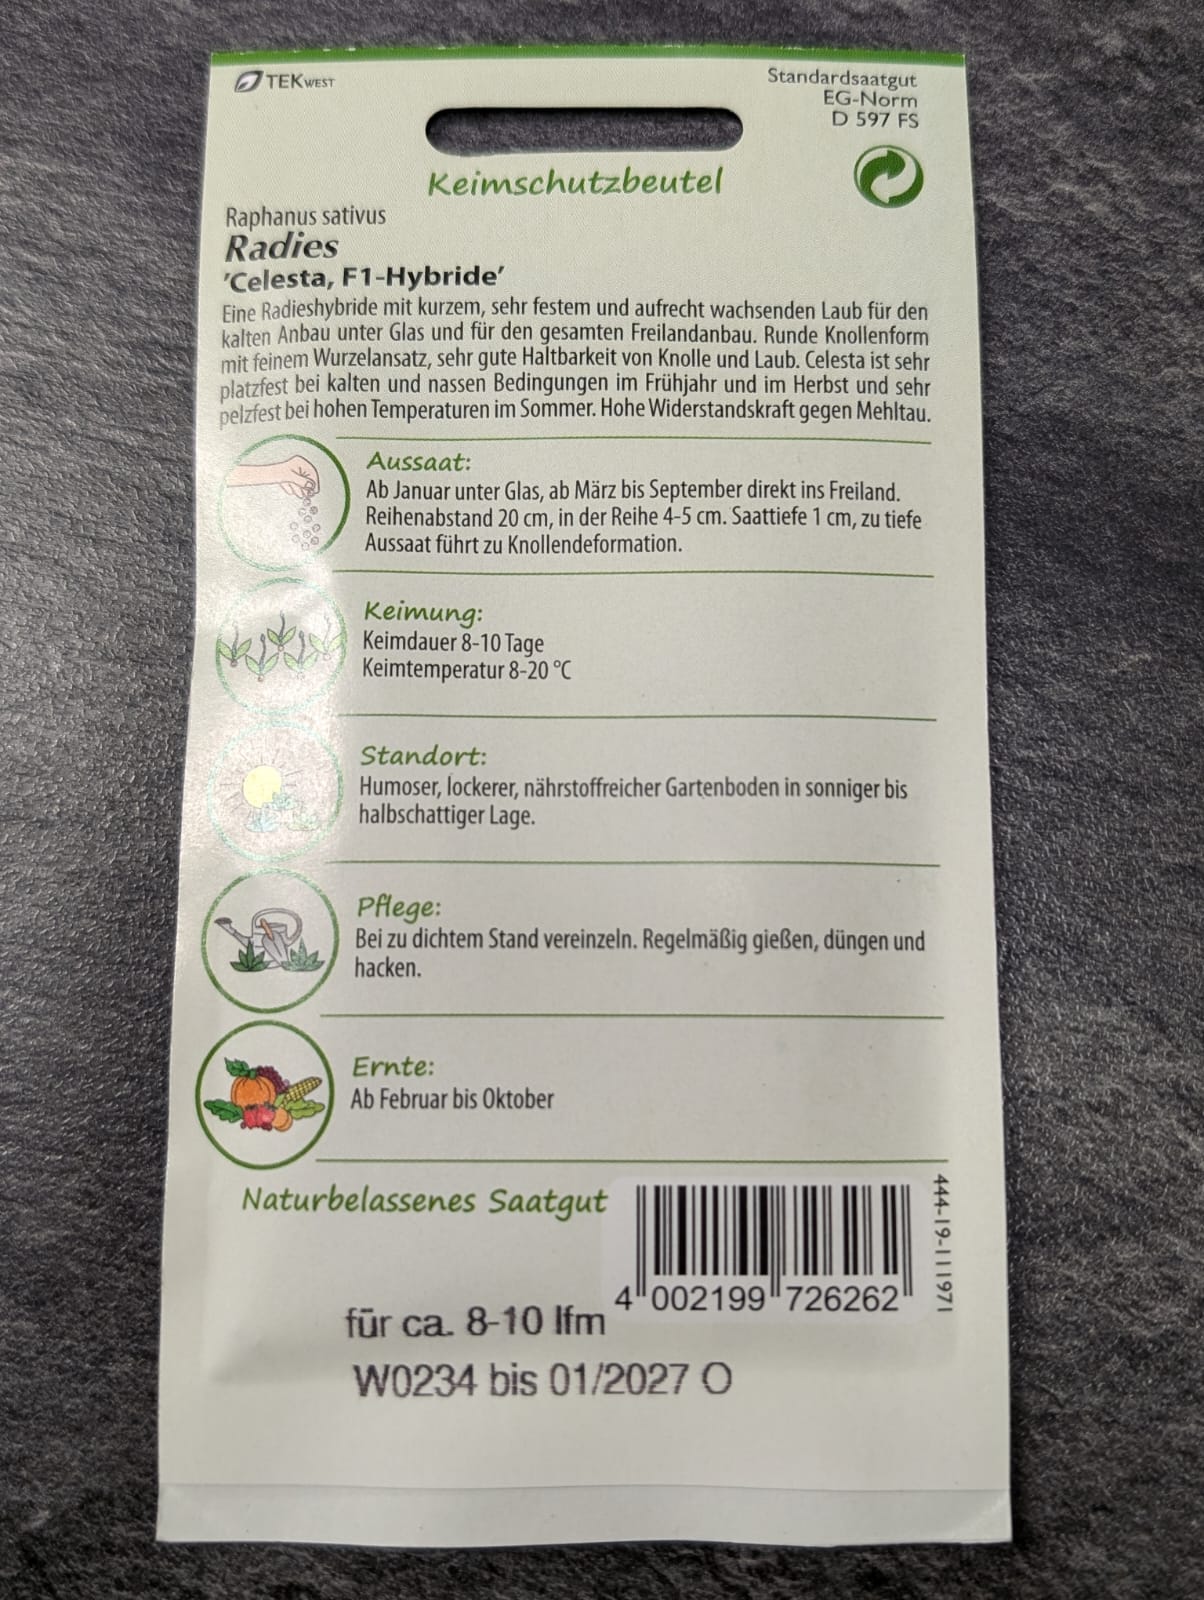 TEKWEST
Standardsaatgut
EG-Norm
D 597 FS
Keimschutzbeutel
Raphanus sativus
Radies
'Celesta, F1-Hybride'
Eine Radieshybride mit kurzem, sehr festem und aufrecht wachsenden Laub für den
kalten Anbau unter Glas und für den gesamten Freilandanbau. Runde Knollenform
mit feinem Wurzelansatz, sehr gute Haltbarkeit von Knolle und Laub. Celesta ist sehr
platzfest bei kalten und nassen Bedingungen im Frühjahr und im Herbst und sehr
pelzfest bei hohen Temperaturen im Sommer. Hohe Widerstandskraft gegen Mehltau.
Aussaat:
Ab Januar unter Glas, ab März bis September direkt ins Freiland.
Reihenabstand 20 cm, in der Reihe 4-5 cm. Saattiefe 1 cm, zu tiefe
Aussaat führt zu Knollendeformation.
Keimung:
Keimdauer 8-10 Tage
Keimtemperatur 8-20 °C
Standort:
Humoser, lockerer, nährstoffreicher Gartenboden in sonniger bis
halbschattiger Lage.
Pflege:
Bei zu dichtem Stand vereinzeln. Regelmäßig gießen, düngen und
hacken.
Ernte:
Ab Februar bis Oktober
Naturbelassenes Saatgut
4 002199 726262
444-19-111971
für ca. 8-10 lfm
W0234 bis 01/2027 O